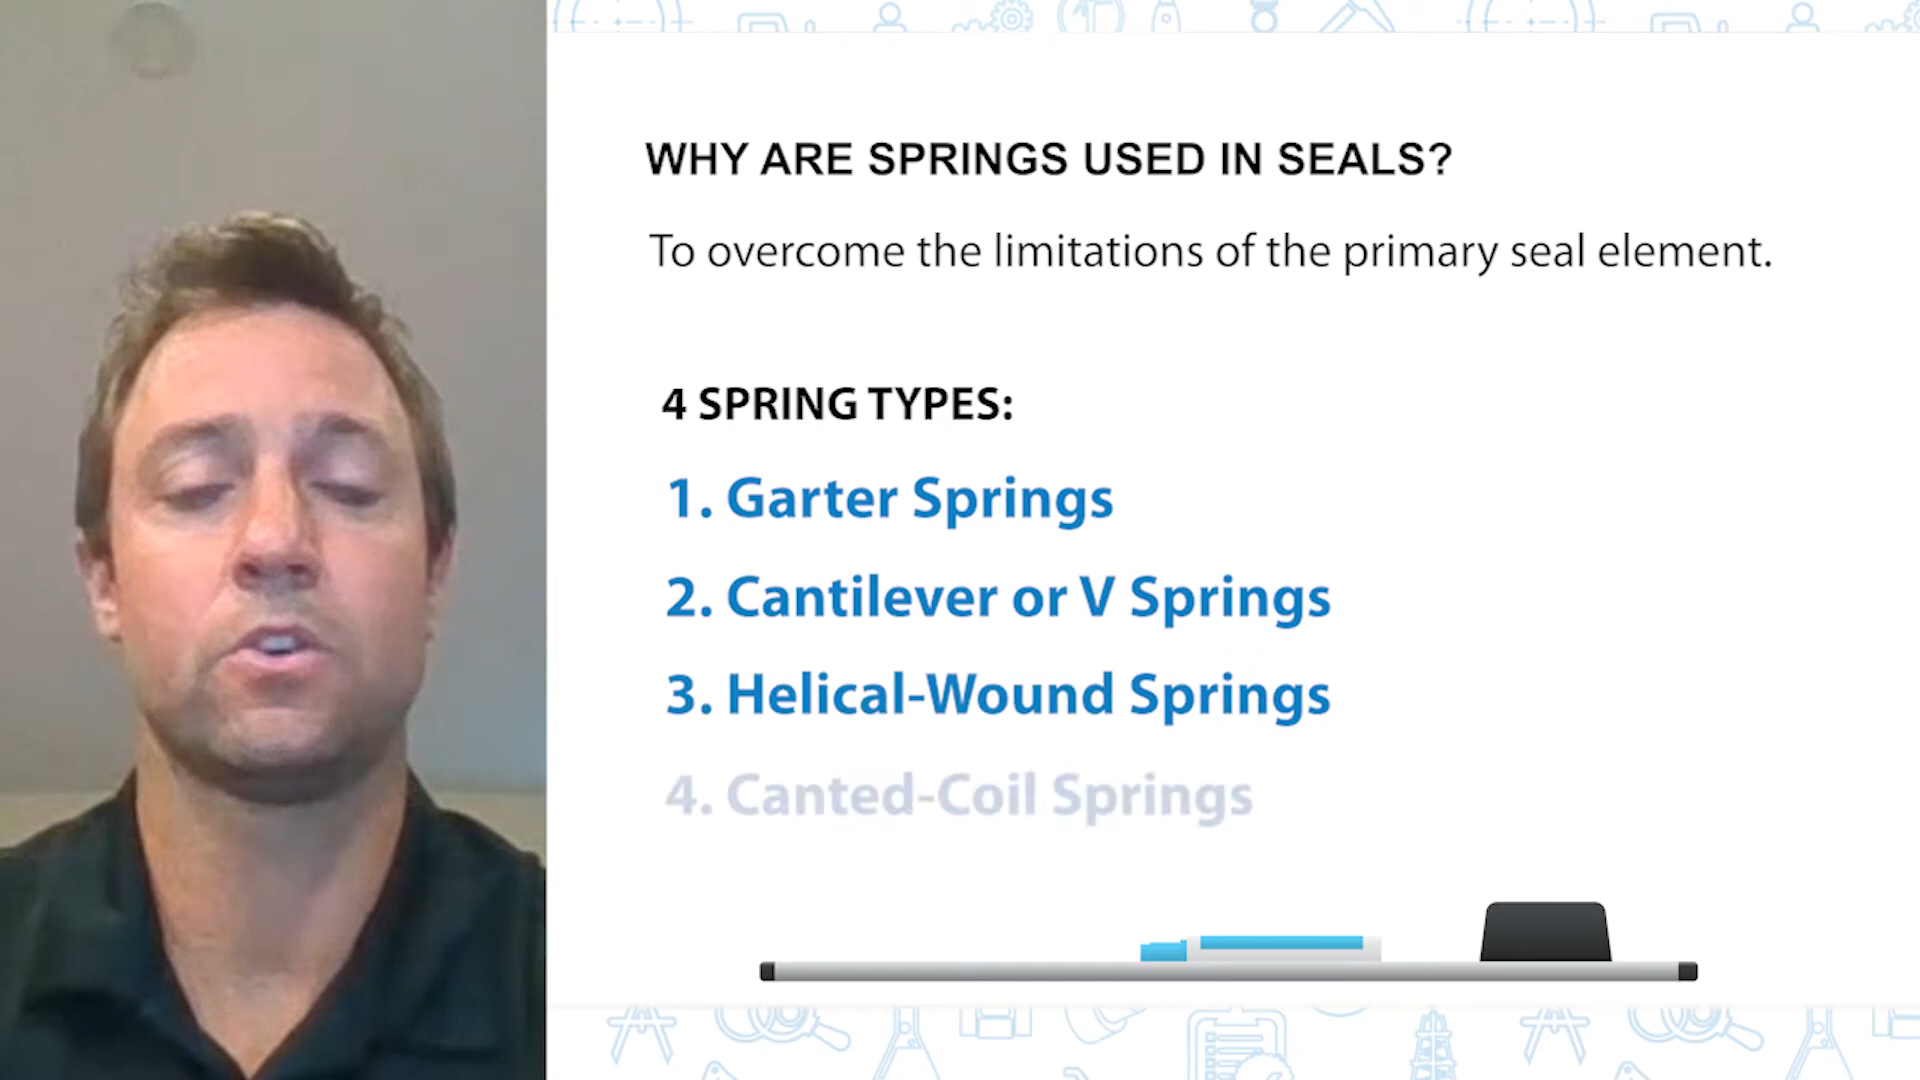 WHY ARE SPRINGS USED IN SEALS?
To overcome the limitations of the primary seal element.
4 SPRING TYPES:
1. Garter Springs
2. Cantilever or V Springs
3. Helical-Wound Springs
4. Canted-Coil Springs